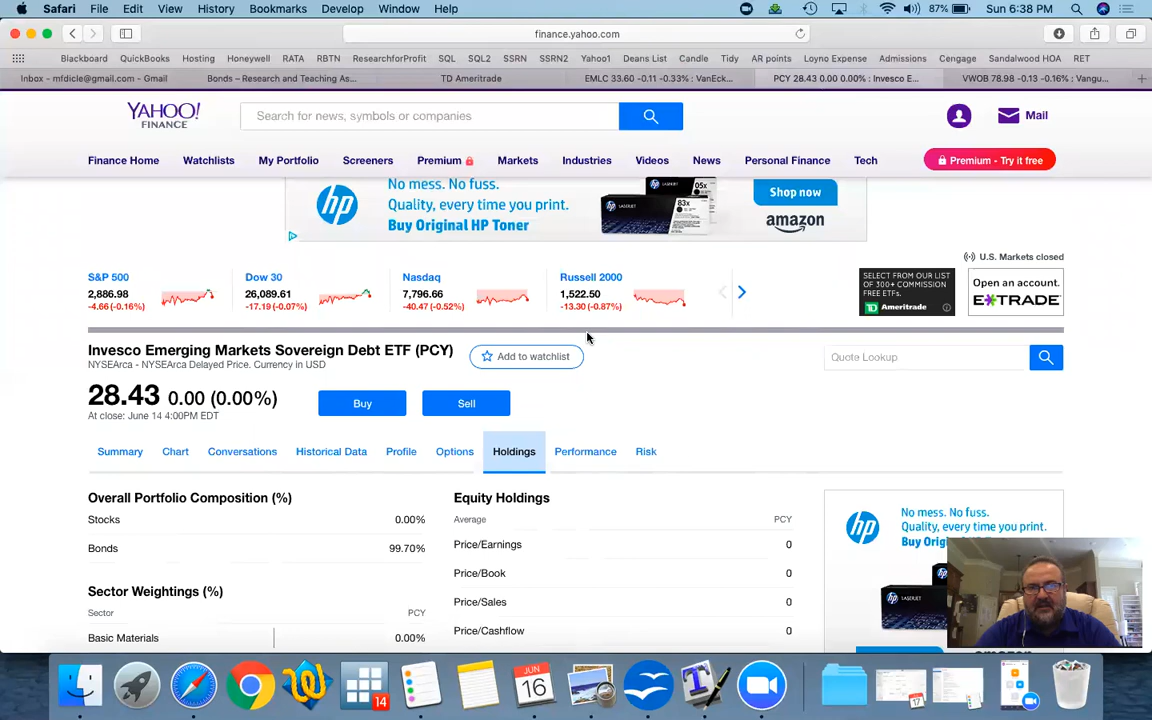 Safari File Edit View History Bookmarks Develop Window Help 87% Sun 6:38 PM
finance.yahoo.com
Blackboard QuickBooks Hosting Honeywell RATA RBTN ResearchforProfit SQL SQL2 SSRN SSRN2 Yahoo1 Deans List Candle Tidy AR points Loyno Expense Admissions Cengage Sandalwood HOA RET
Inbox - mfdicle@gmail.com - Gmail Bonds – Research and Teaching As... TD Ameritrade EMLC 33.60 -0.11 -0.33% : VanEck... PCY 28.43 0.00 0.00% : Invesco E... VWOB 78.98 -0.13 -0.16% : Vangu...
YAHOO!
FINANCE
Search for news, symbols or companies
Mail
Finance Home Watchlists My Portfolio Screeners Premium Markets Industries Videos News Personal Finance Tech Premium - Try it free
hp
No mess. No fuss.
Quality, every time you print.
Buy Original HP Toner
05x
83x
Shop now
amazon
U.S. Markets closed
S&P 500
2,886.98
-4.66 (-0.16%)
Dow 30
26,089.61
-17.19 (-0.07%)
Nasdaq
7,796.66
-40.47 (-0.52%)
Russell 2000
1,522.50
-13.30 (-0.87%)
SELECT FROM OUR LIST
OF 300+ COMMISSION
FREE ETFs.
TD Ameritrade
Open an account.
E*TRADE
Invesco Emerging Markets Sovereign Debt ETF (PCY)
Add to watchlist
NYSEArca - NYSEArca Delayed Price. Currency in USD
Quote Lookup
28.43 0.00 (0.00%)
At close: June 14 4:00PM EDT
Buy Sell
Summary Chart Conversations Historical Data Profile Options Holdings Performance Risk
Overall Portfolio Composition (%)
Stocks 0.00%
Bonds 99.70%
Sector Weightings (%)
Sector PCY
Basic Materials 0.00%
Equity Holdings
Average PCY
Price/Earnings 0
Price/Book 0
Price/Sales 0
Price/Cashflow 0
hp
No mess. No fuss.
Quality, every time you print.
Buy Orig
14
JUN
16
17